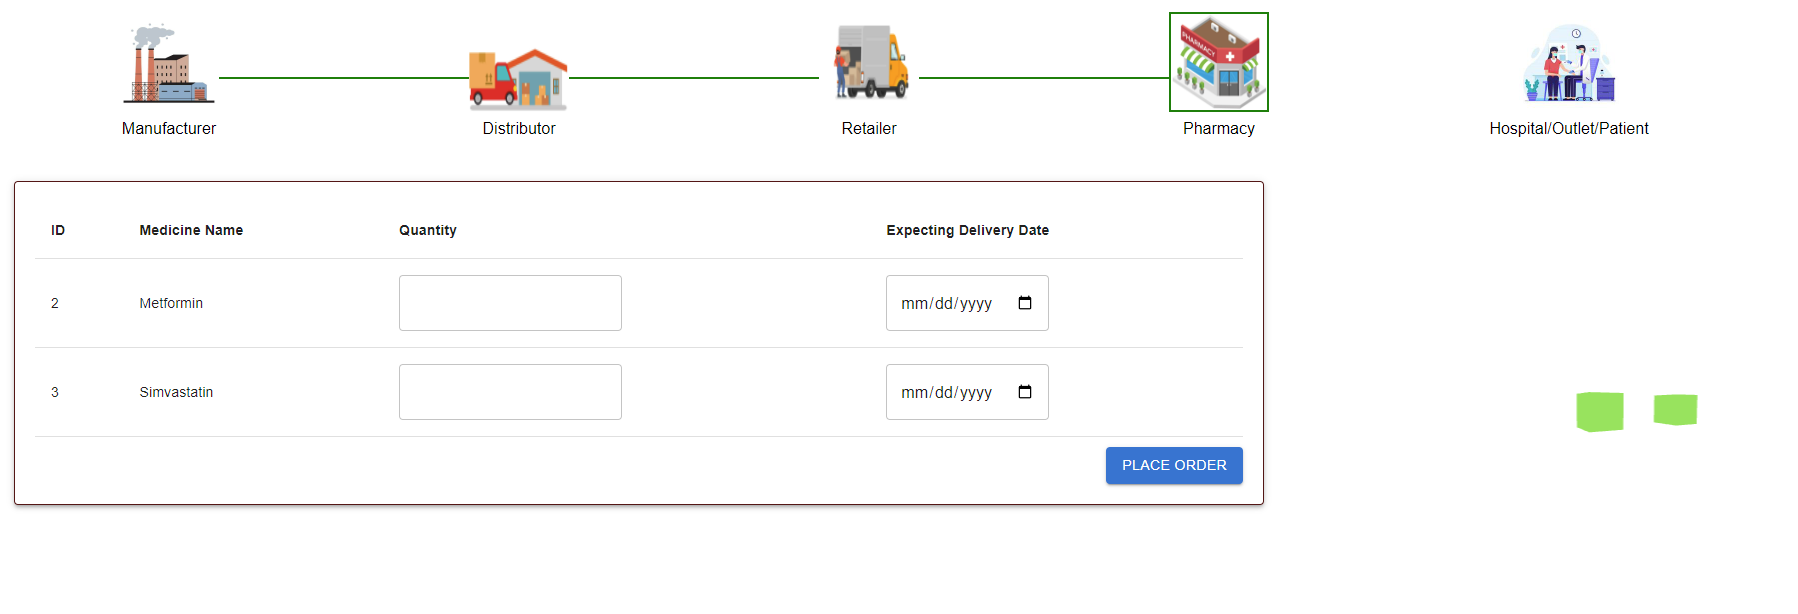 PHARMACY
Manufacturer Distributor Retailer Pharmacy Hospital/Outlet/Patient
ID Medicine Name Quantity Expecting Delivery Date
2 Metformin mm/dd/yyyy
3 Simvastatin mm/dd/yyyy
PLACE ORDER